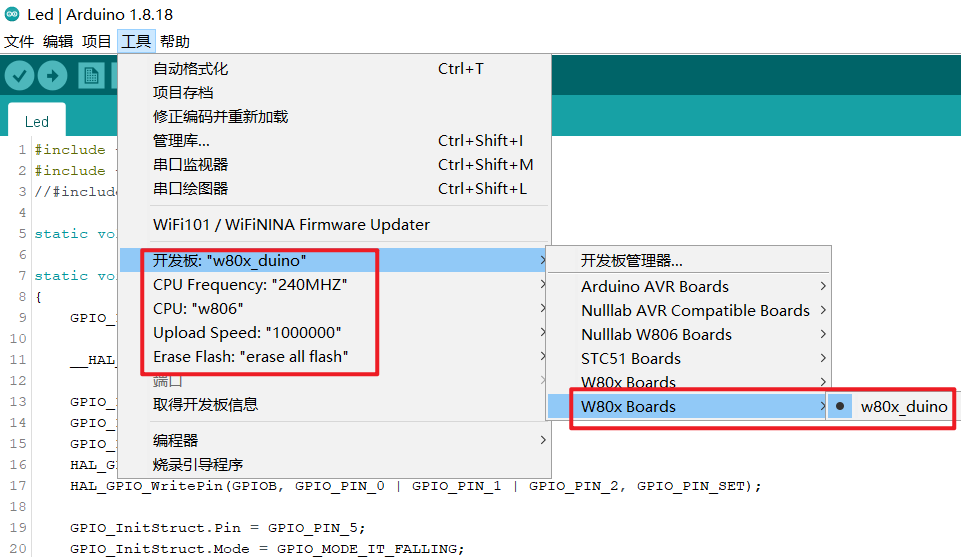 Led | Arduino 1.8.18
文件 编辑 项目 工具 帮助
自动格式化 Ctrl+T
项目存档
修正编码并重新加载
管理库... Ctrl+Shift+I
串口监视器 Ctrl+Shift+M
串口绘图器 Ctrl+Shift+L
WiFi101 / WiFiNINA Firmware Updater
开发板: "w80x_duino"
CPU Frequency: "240MHZ"
CPU: "w806"
Upload Speed: "1000000"
Erase Flash: "erase all flash"
端口
取得开发板信息
编程器
烧录引导程序
开发板管理器...
Arduino AVR Boards
Nulllab AVR Compatible Boards
Nulllab W806 Boards
STC51 Boards
W80x Boards
W80x Boards
w80x_duino
Led
1 #include
2 #include
3 //#include
4
5 static vo
6
7 static vo
8 {
9 GPIO_
10
11 __HAL_
12
13 GPIO_
14 GPIO_
15 GPIO_
16 HAL_G
17 HAL_GPIO_WritePin(GPIOB, GPIO_PIN_0 | GPIO_PIN_1 | GPIO_PIN_2, GPIO_PIN_SET);
18
19 GPIO_InitStruct.Pin = GPIO_PIN_5;
20 GPIO_InitStruct.Mode = GPIO_MODE_IT_FALLING;